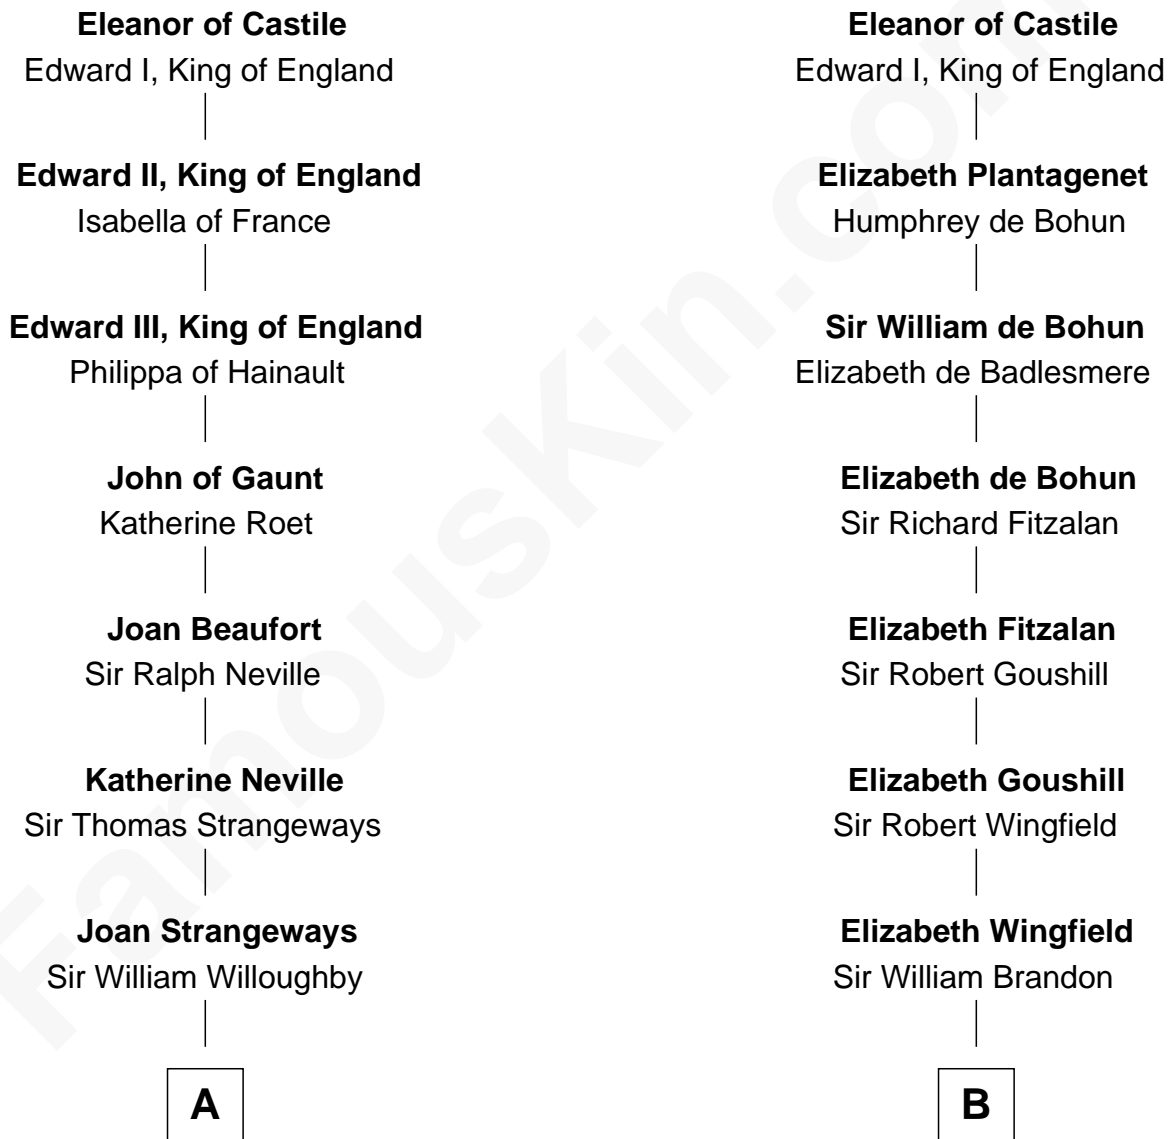 Eleanor of Castile
Edward I, King of England
Edward II, King of England
Isabella of France
Edward III, King of England
Philippa of Hainault
John of Gaunt
Katherine Roet
Joan Beaufort
Sir Ralph Neville
Katherine Neville
Sir Thomas Strangeways
Joan Strangeways
Sir William Willoughby
A
Eleanor of Castile
Edward I, King of England
Elizabeth Plantagenet
Humphrey de Bohun
Sir William de Bohun
Elizabeth de Badlesmere
Elizabeth de Bohun
Sir Richard Fitzalan
Elizabeth Fitzalan
Sir Robert Goushill
Elizabeth Goushill
Sir Robert Wingfield
Elizabeth Wingfield
Sir William Brandon
B
FamousKin.com